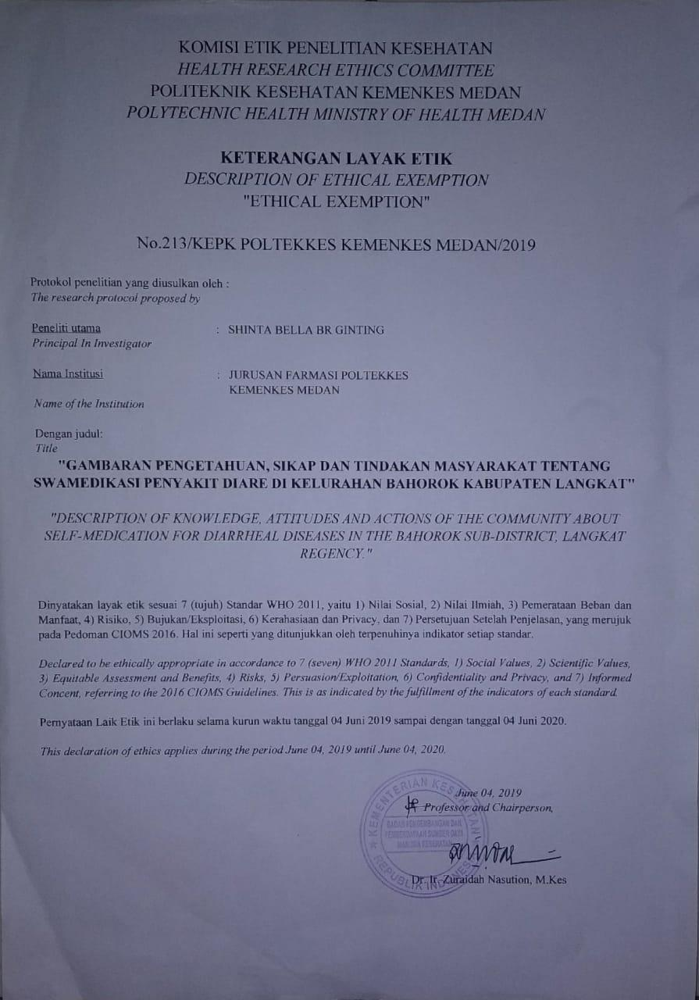 KOMISI ETIK PENELITIAN KESEHATAN
HEALTH RESEARCH ETHICS COMMITTEE
POLITEKNIK KESEHATAN KEMENKES MEDAN
POLYTECHNIC HEALTH MINISTRY OF HEALTH MEDAN
KETERANGAN LAYAK ETIK
DESCRIPTION OF ETHICAL EXEMPTION
"ETHICAL EXEMPTION"
No.213/KEPK POLTEKKES KEMENKES MEDAN/2019
Protokol penelitian yang diusulkan oleh :
The research protocol proposed by
Peneliti utama : SHINTA BELLA BR GINTING
Principal In Investigator
Nama Institusi : JURUSAN FARMASI POLTEKKES
KEMENKES MEDAN
Name of the Institution
Dengan judul:
Title
"GAMBARAN PENGETAHUAN, SIKAP DAN TINDAKAN MASYARAKAT TENTANG
SWAMEDIKASI PENYAKIT DIARE DI KELURAHAN BAHOROK KABUPATEN LANGKAT"
"DESCRIPTION OF KNOWLEDGE, ATTITUDES AND ACTIONS OF THE COMMUNITY ABOUT
SELF-MEDICATION FOR DIARRHEAL DISEASES IN THE BAHOROK SUB-DISTRICT, LANGKAT
REGENCY."
Dinyatakan layak etik sesuai 7 (tujuh) Standar WHO 2011, yaitu 1) Nilai Sosial, 2) Nilai Ilmiah, 3) Pemerataan Beban dan
Manfaat, 4) Risiko, 5) Bujukan/Eksploitasi, 6) Kerahasiaan dan Privacy, dan 7) Persetujuan Setelah Penjelasan, yang merujuk
pada Pedoman CIOMS 2016. Hal ini seperti yang ditunjukkan oleh terpenuhinya indikator setiap standar.
Declared to be ethically appropriate in accordance to 7 (seven) WHO 2011 Standards, 1) Social Values, 2) Scientific Values,
3) Equitable Assessment and Benefits, 4) Risks, 5) Persuasion/Exploitation, 6) Confidentiality and Privacy, and 7) Informed
Concent, referring to the 2016 CIOMS Guidelines. This is as indicated by the fulfillment of the indicators of each standard.
Pernyataan Laik Etik ini berlaku selama kurun waktu tanggal 04 Juni 2019 sampai dengan tanggal 04 Juni 2020.
This declaration of ethics applies during the period June 04, 2019 until June 04, 2020.
June 04, 2019
Professor and Chairperson,
KEMENTERIAN KESEHATAN
BADAN PENGEMBANGAN DAN
PEMBERDAYAAN SUMBER DAYA
MANUSIA KESEHATAN
REPUBLIK INDONESIA
Dr. Ir. Zuraidah Nasution, M.Kes